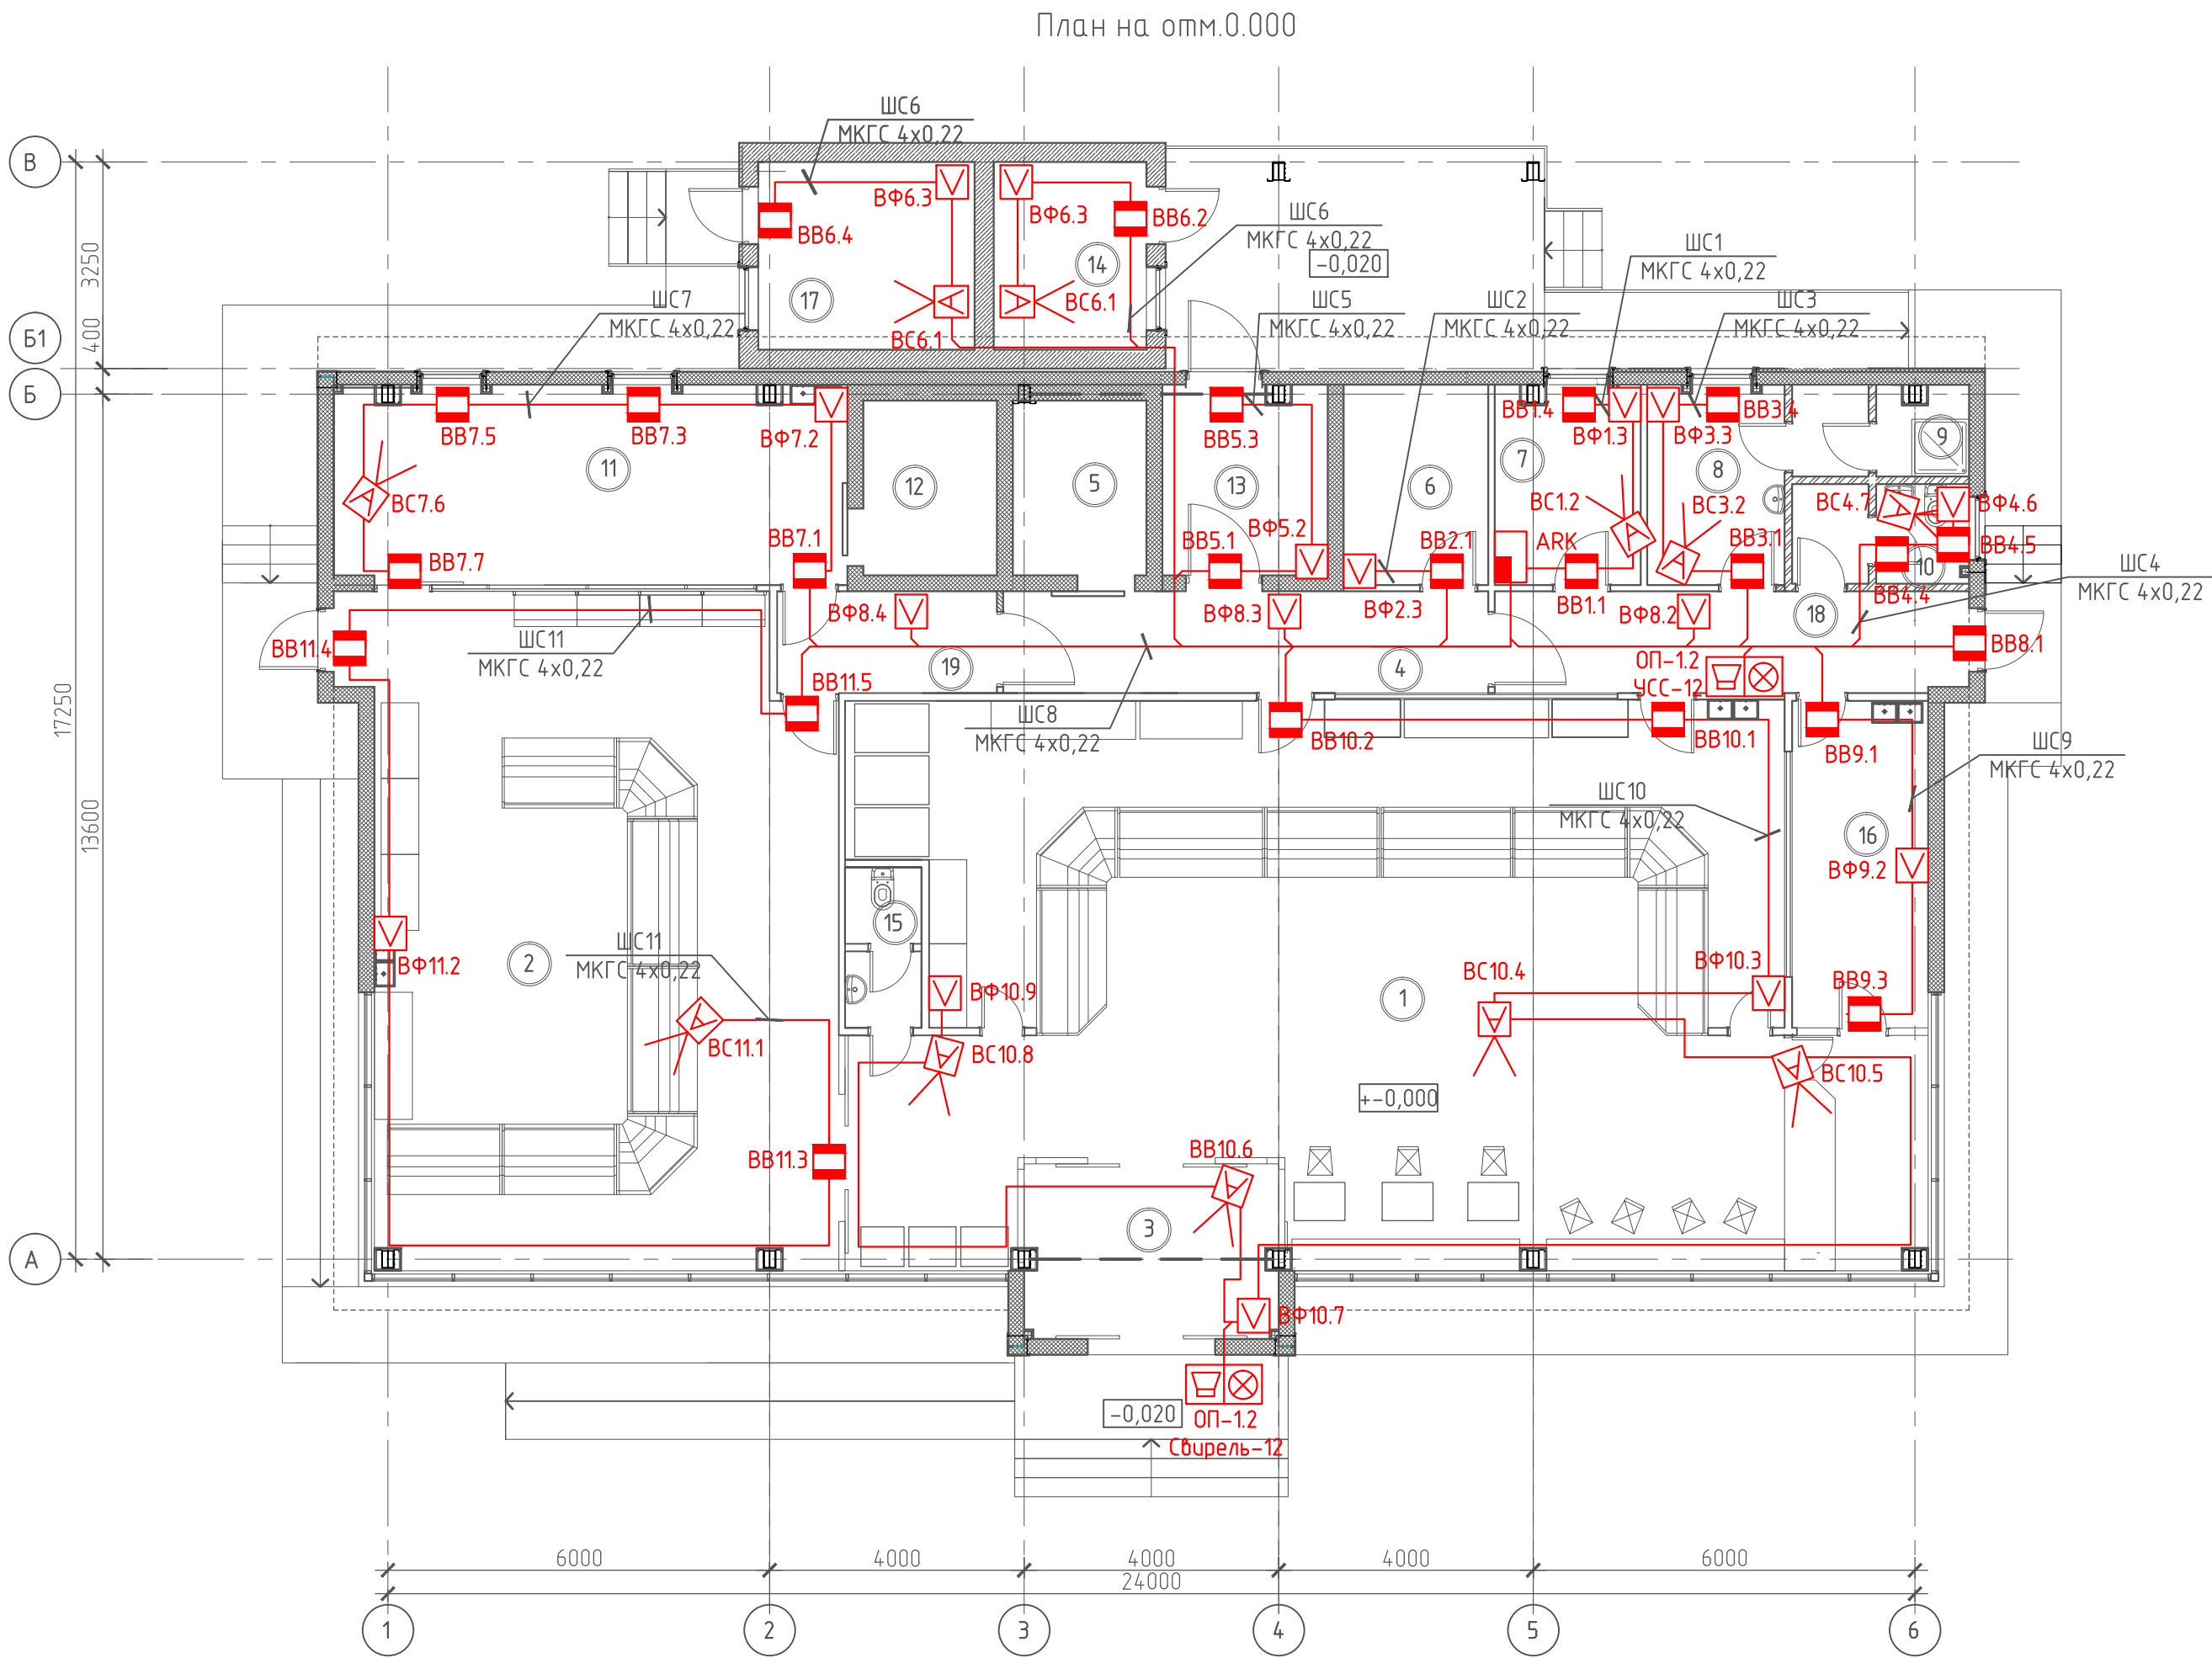 План на отм.0.000
ШС6
МКГС 4х0,22
В
ВФ6.3
ВФ6.3
ВВ6.2
ВВ6.4
ШС6
МКГС 4х0,22
-0,020
ШС1
МКГС 4х0,22
3250
14
17
ВС6.1
ВС6.1
ШС7
МКГС 4х0,22
ШС5
МКГС 4х0,22
ШС2
МКГС 4х0,22
ШС3
МКГС 4х0,22
Б1
400
Б
ВВ7.5
ВВ7.3
ВФ7.2
ВВ5.3
ВВ1.4
ВФ1.3
ВФ3.3
ВВ3.4
11
12
5
13
6
7
8
9
ВС7.6
ВС1.2
ВС3.2
ВС4.7
ВФ4.6
ВФ5.2
ВВ7.7
ВВ7.1
ВВ5.1
ВВ2.1
ARK
ВВ3.1
ВВ4.5
10
ВВ1.1
ВВ4.4
ШС4
МКГС 4х0,22
ВФ8.4
ВФ8.3
ВФ2.3
ВФ8.2
18
ВВ11.4
ШС11
МКГС 4х0,22
19
4
ВВ8.1
ОП-1.2
УСС-12
ВВ11.5
17250
ШС8
МКГС 4х0,22
ВВ10.2
ВВ10.1
ВВ9.1
ШС9
МКГС 4х0,22
ШС10
МКГС 4х0,22
13600
16
ВФ9.2
15
ШС11
МКГС 4х0,22
2
ВФ11.2
ВФ10.9
1
ВС10.4
ВФ10.3
ВВ9.3
ВС11.1
ВС10.8
ВС10.5
+-0,000
ВВ11.3
ВВ10.6
3
А
ВФ10.7
-0,020
ОП-1.2
Свирель-12
6000
4000
4000
4000
6000
24000
1
2
3
4
5
6